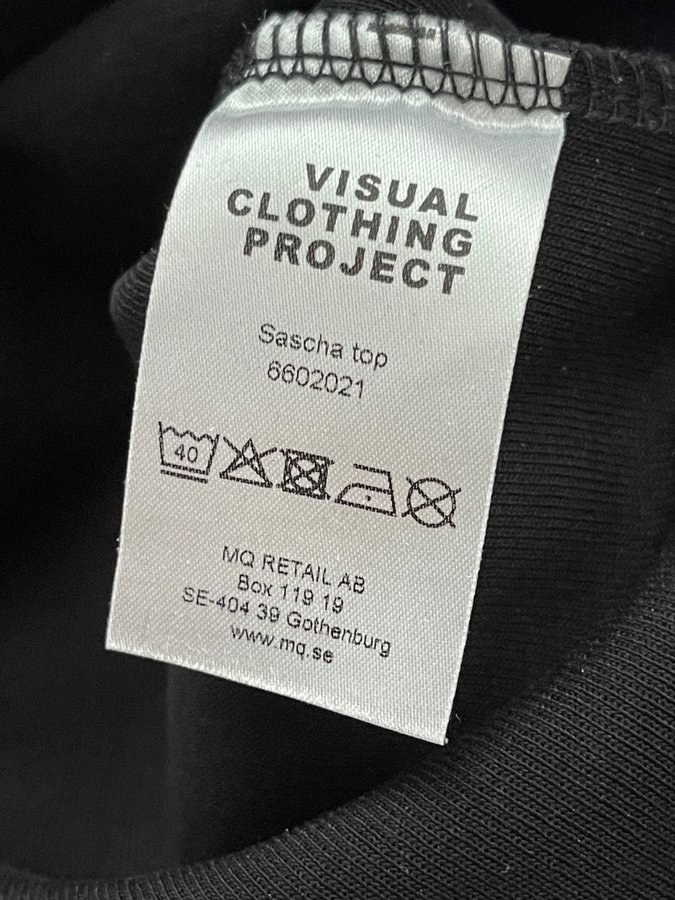 VISUAL
CLOTHING
PROJECT
Sascha top
6602021
40
MQ RETAIL AB
Box 119 19
SE-404 39 Gothenburg
www.mq.se